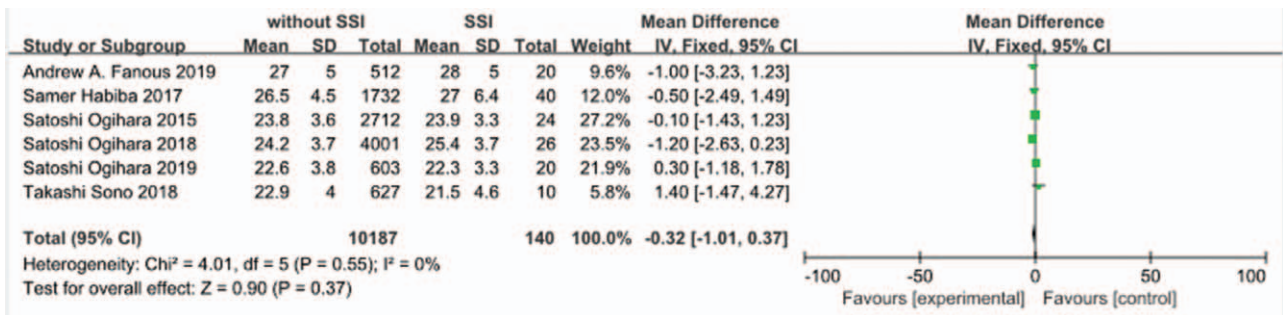 without SSI SSI Mean Difference Mean Difference
Study or Subgroup Mean SD Total Mean SD Total Weight IV, Fixed, 95% CI IV, Fixed, 95% CI
Andrew A. Fanous 2019 27 5 512 28 5 20 9.6% -1.00 [-3.23, 1.23]
Samer Habiba 2017 26.5 4.5 1732 27 6.4 40 12.0% -0.50 [-2.49, 1.49]
Satoshi Ogihara 2015 23.8 3.6 2712 23.9 3.3 24 27.2% -0.10 [-1.43, 1.23]
Satoshi Ogihara 2018 24.2 3.7 4001 25.4 3.7 26 23.5% -1.20 [-2.63, 0.23]
Satoshi Ogihara 2019 22.6 3.8 603 22.3 3.3 20 21.9% 0.30 [-1.18, 1.78]
Takashi Sono 2018 22.9 4 627 21.5 4.6 10 5.8% 1.40 [-1.47, 4.27]
Total (95% CI) 10187 140 100.0% -0.32 [-1.01, 0.37]
Heterogeneity: Chi² = 4.01, df = 5 (P = 0.55); I² = 0%
Test for overall effect: Z = 0.90 (P = 0.37)
-100 -50 0 50 100
Favours [experimental] Favours [control]